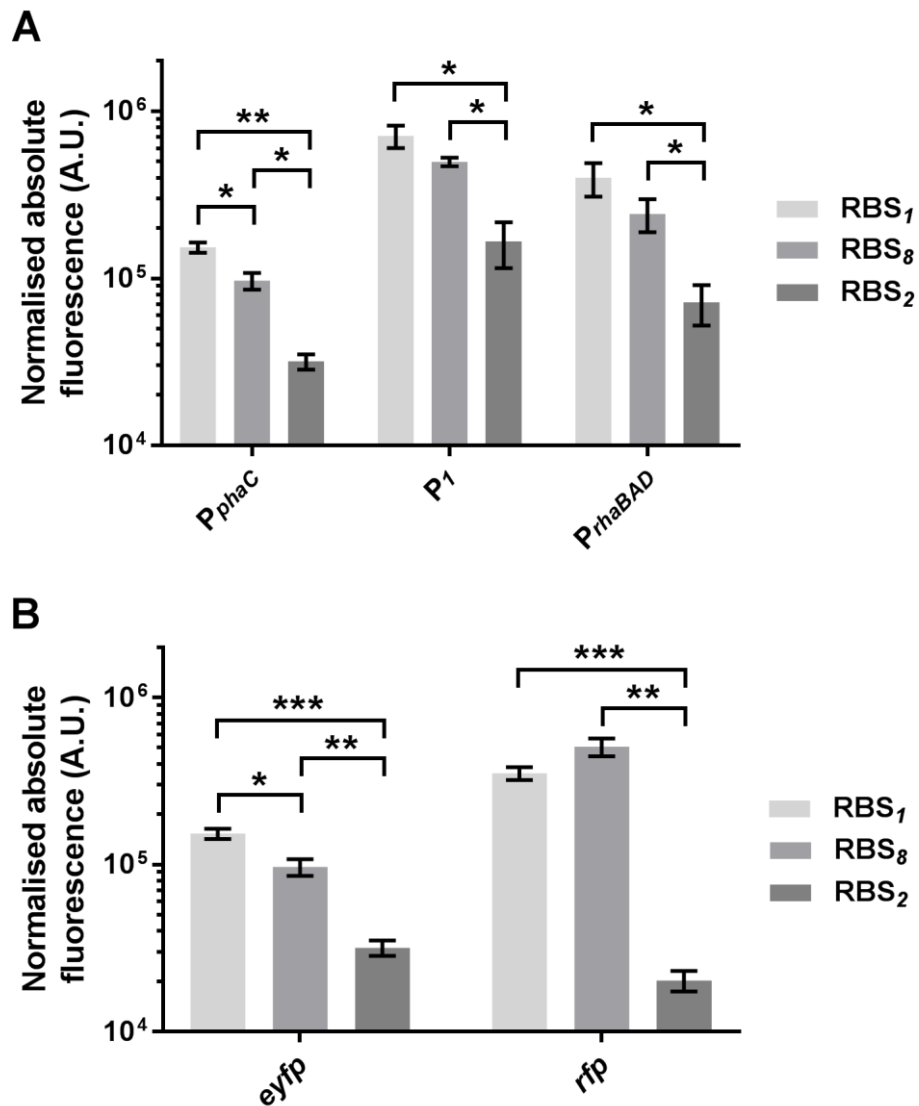 A
Normalised absolute
fluorescence (A.U.)
10⁶
10⁵
10⁴
**
*
*
*
*
*
*
PphaC
P1
PrhaBAD
RBS1
RBS8
RBS2
B
Normalised absolute
fluorescence (A.U.)
10⁶
10⁵
10⁴
***
**
*
***
**
eyfp
rfp
RBS1
RBS8
RBS2